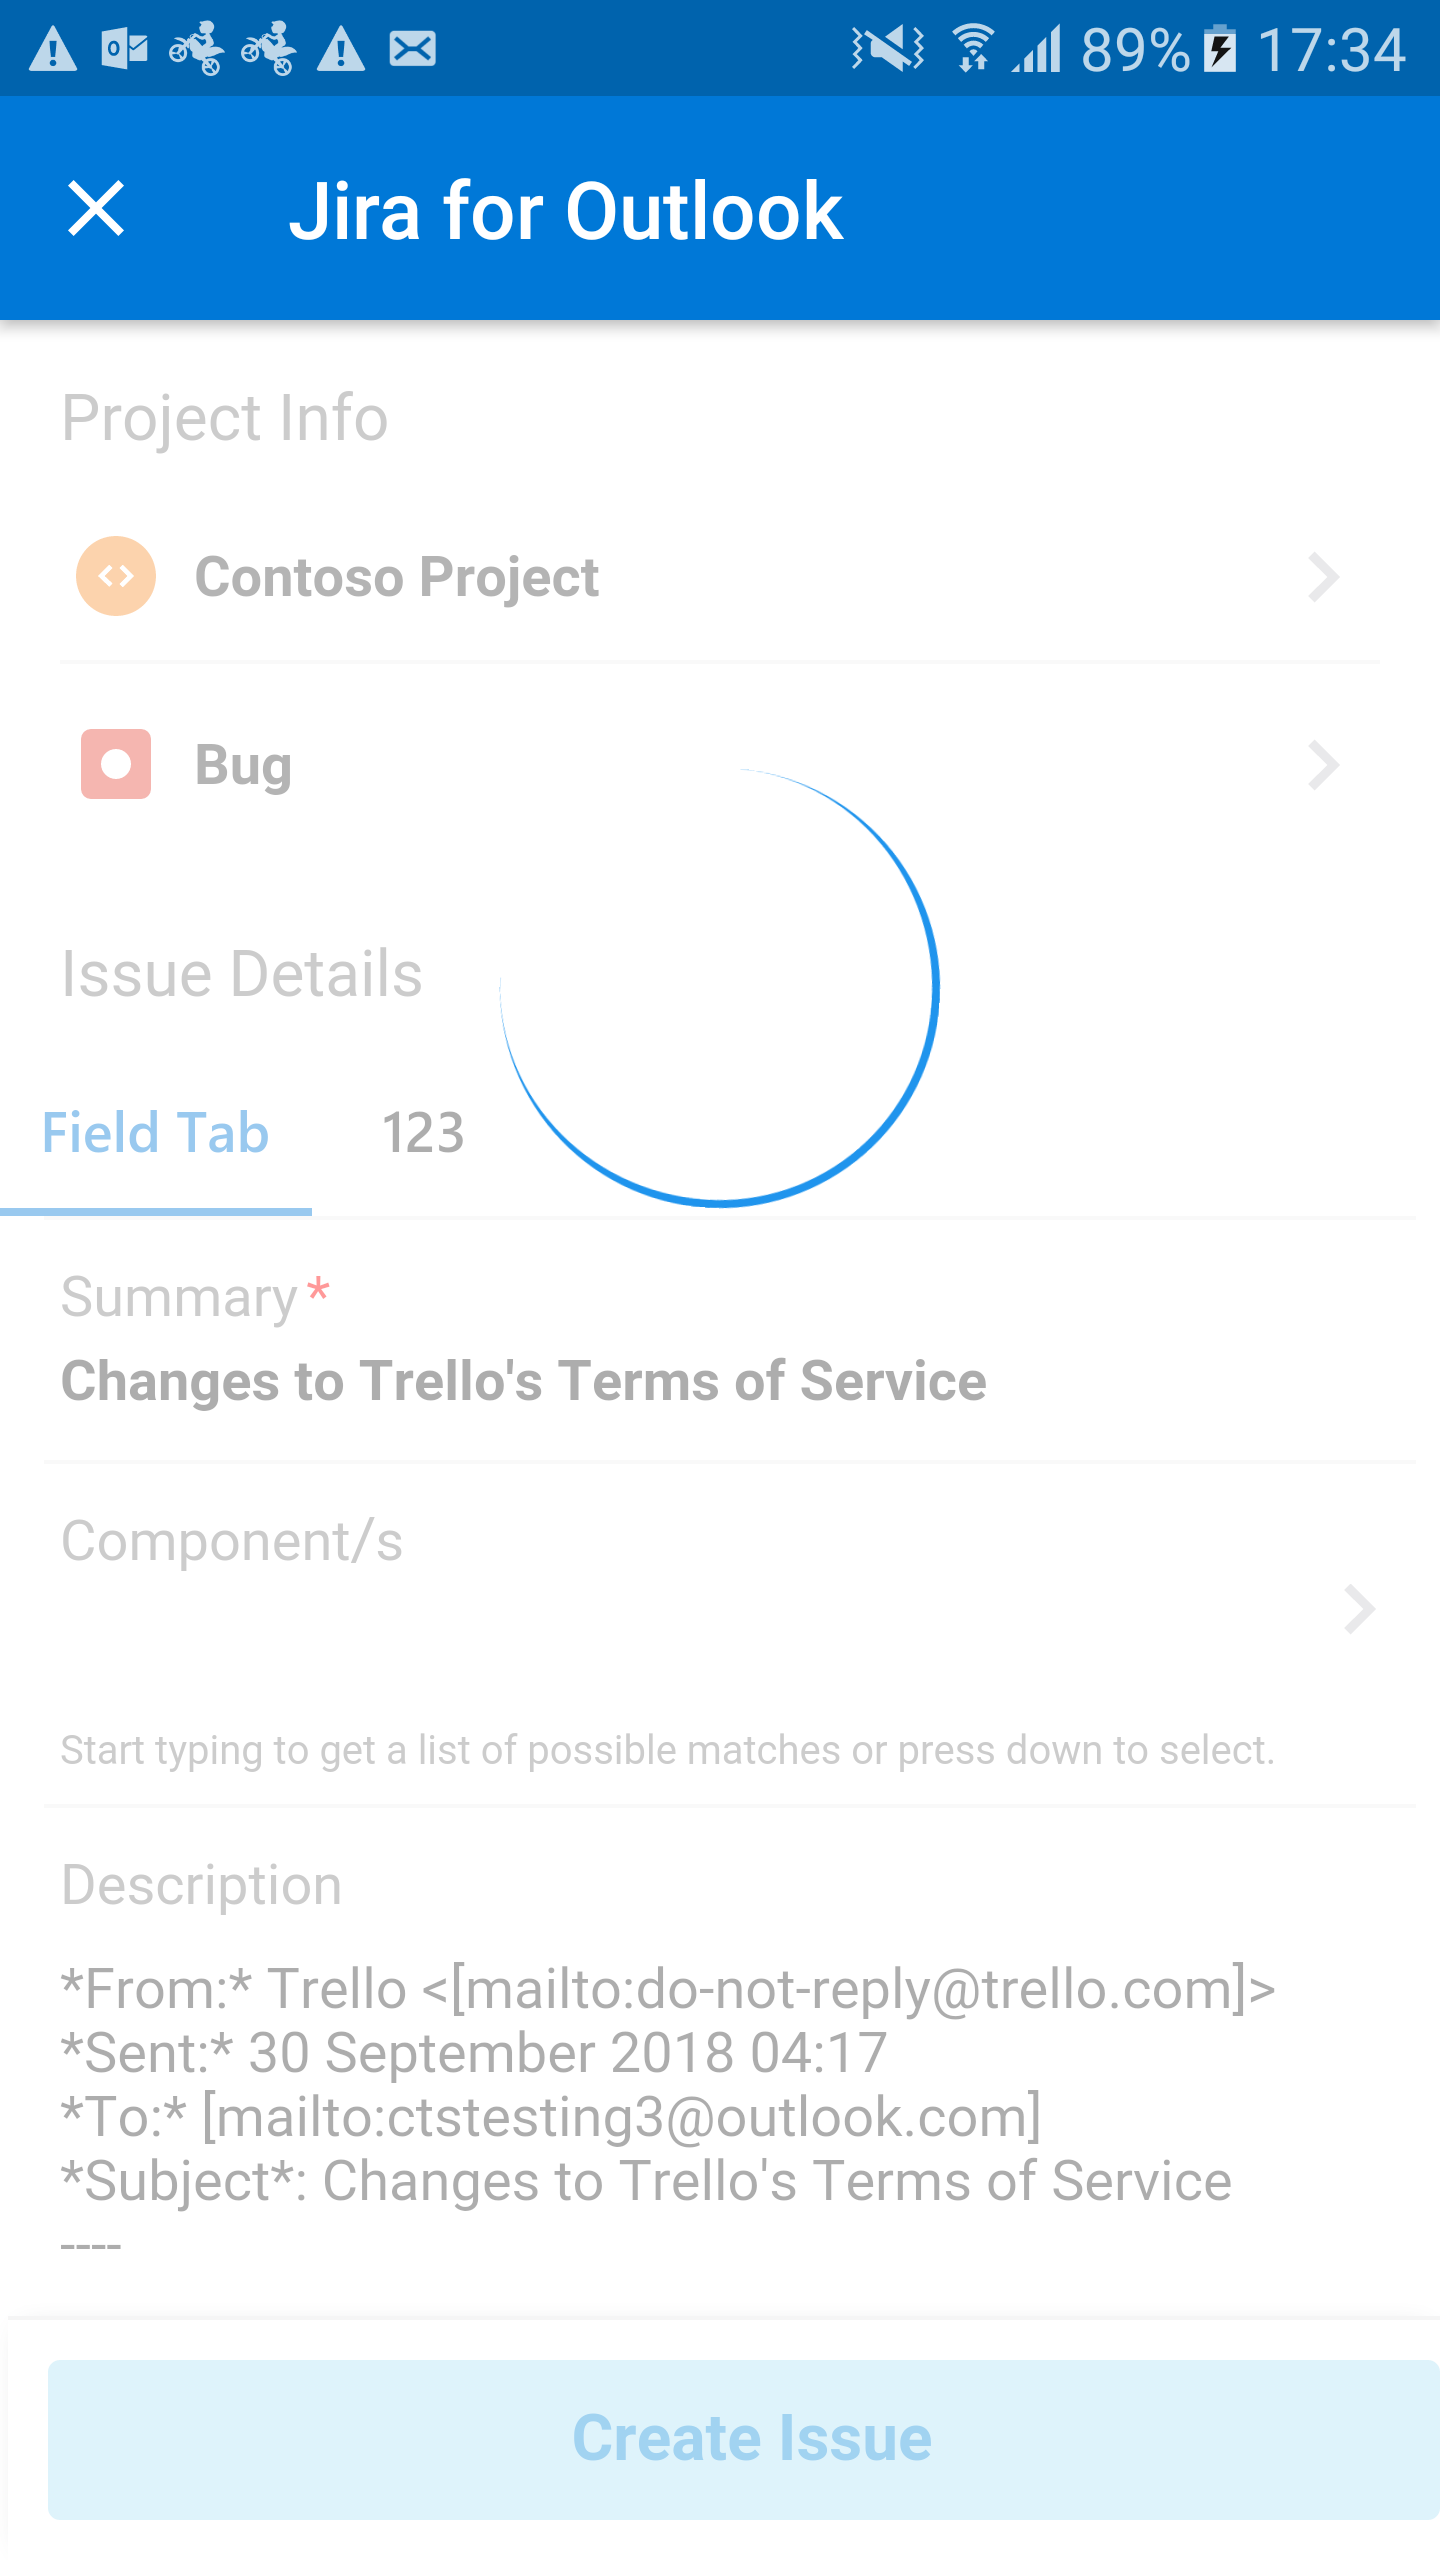 89% 17:34
Jira for Outlook
Project Info
Contoso Project
Bug
Issue Details
Field Tab 123
Summary *
Changes to Trello's Terms of Service
Component/s
Start typing to get a list of possible matches or press down to select.
Description
*From:* Trello <[mailto:do-not-reply@trello.com]>
*Sent:* 30 September 2018 04:17
*To:* [mailto:ctstesting3@outlook.com]
*Subject*: Changes to Trello's Terms of Service
----
Create Issue